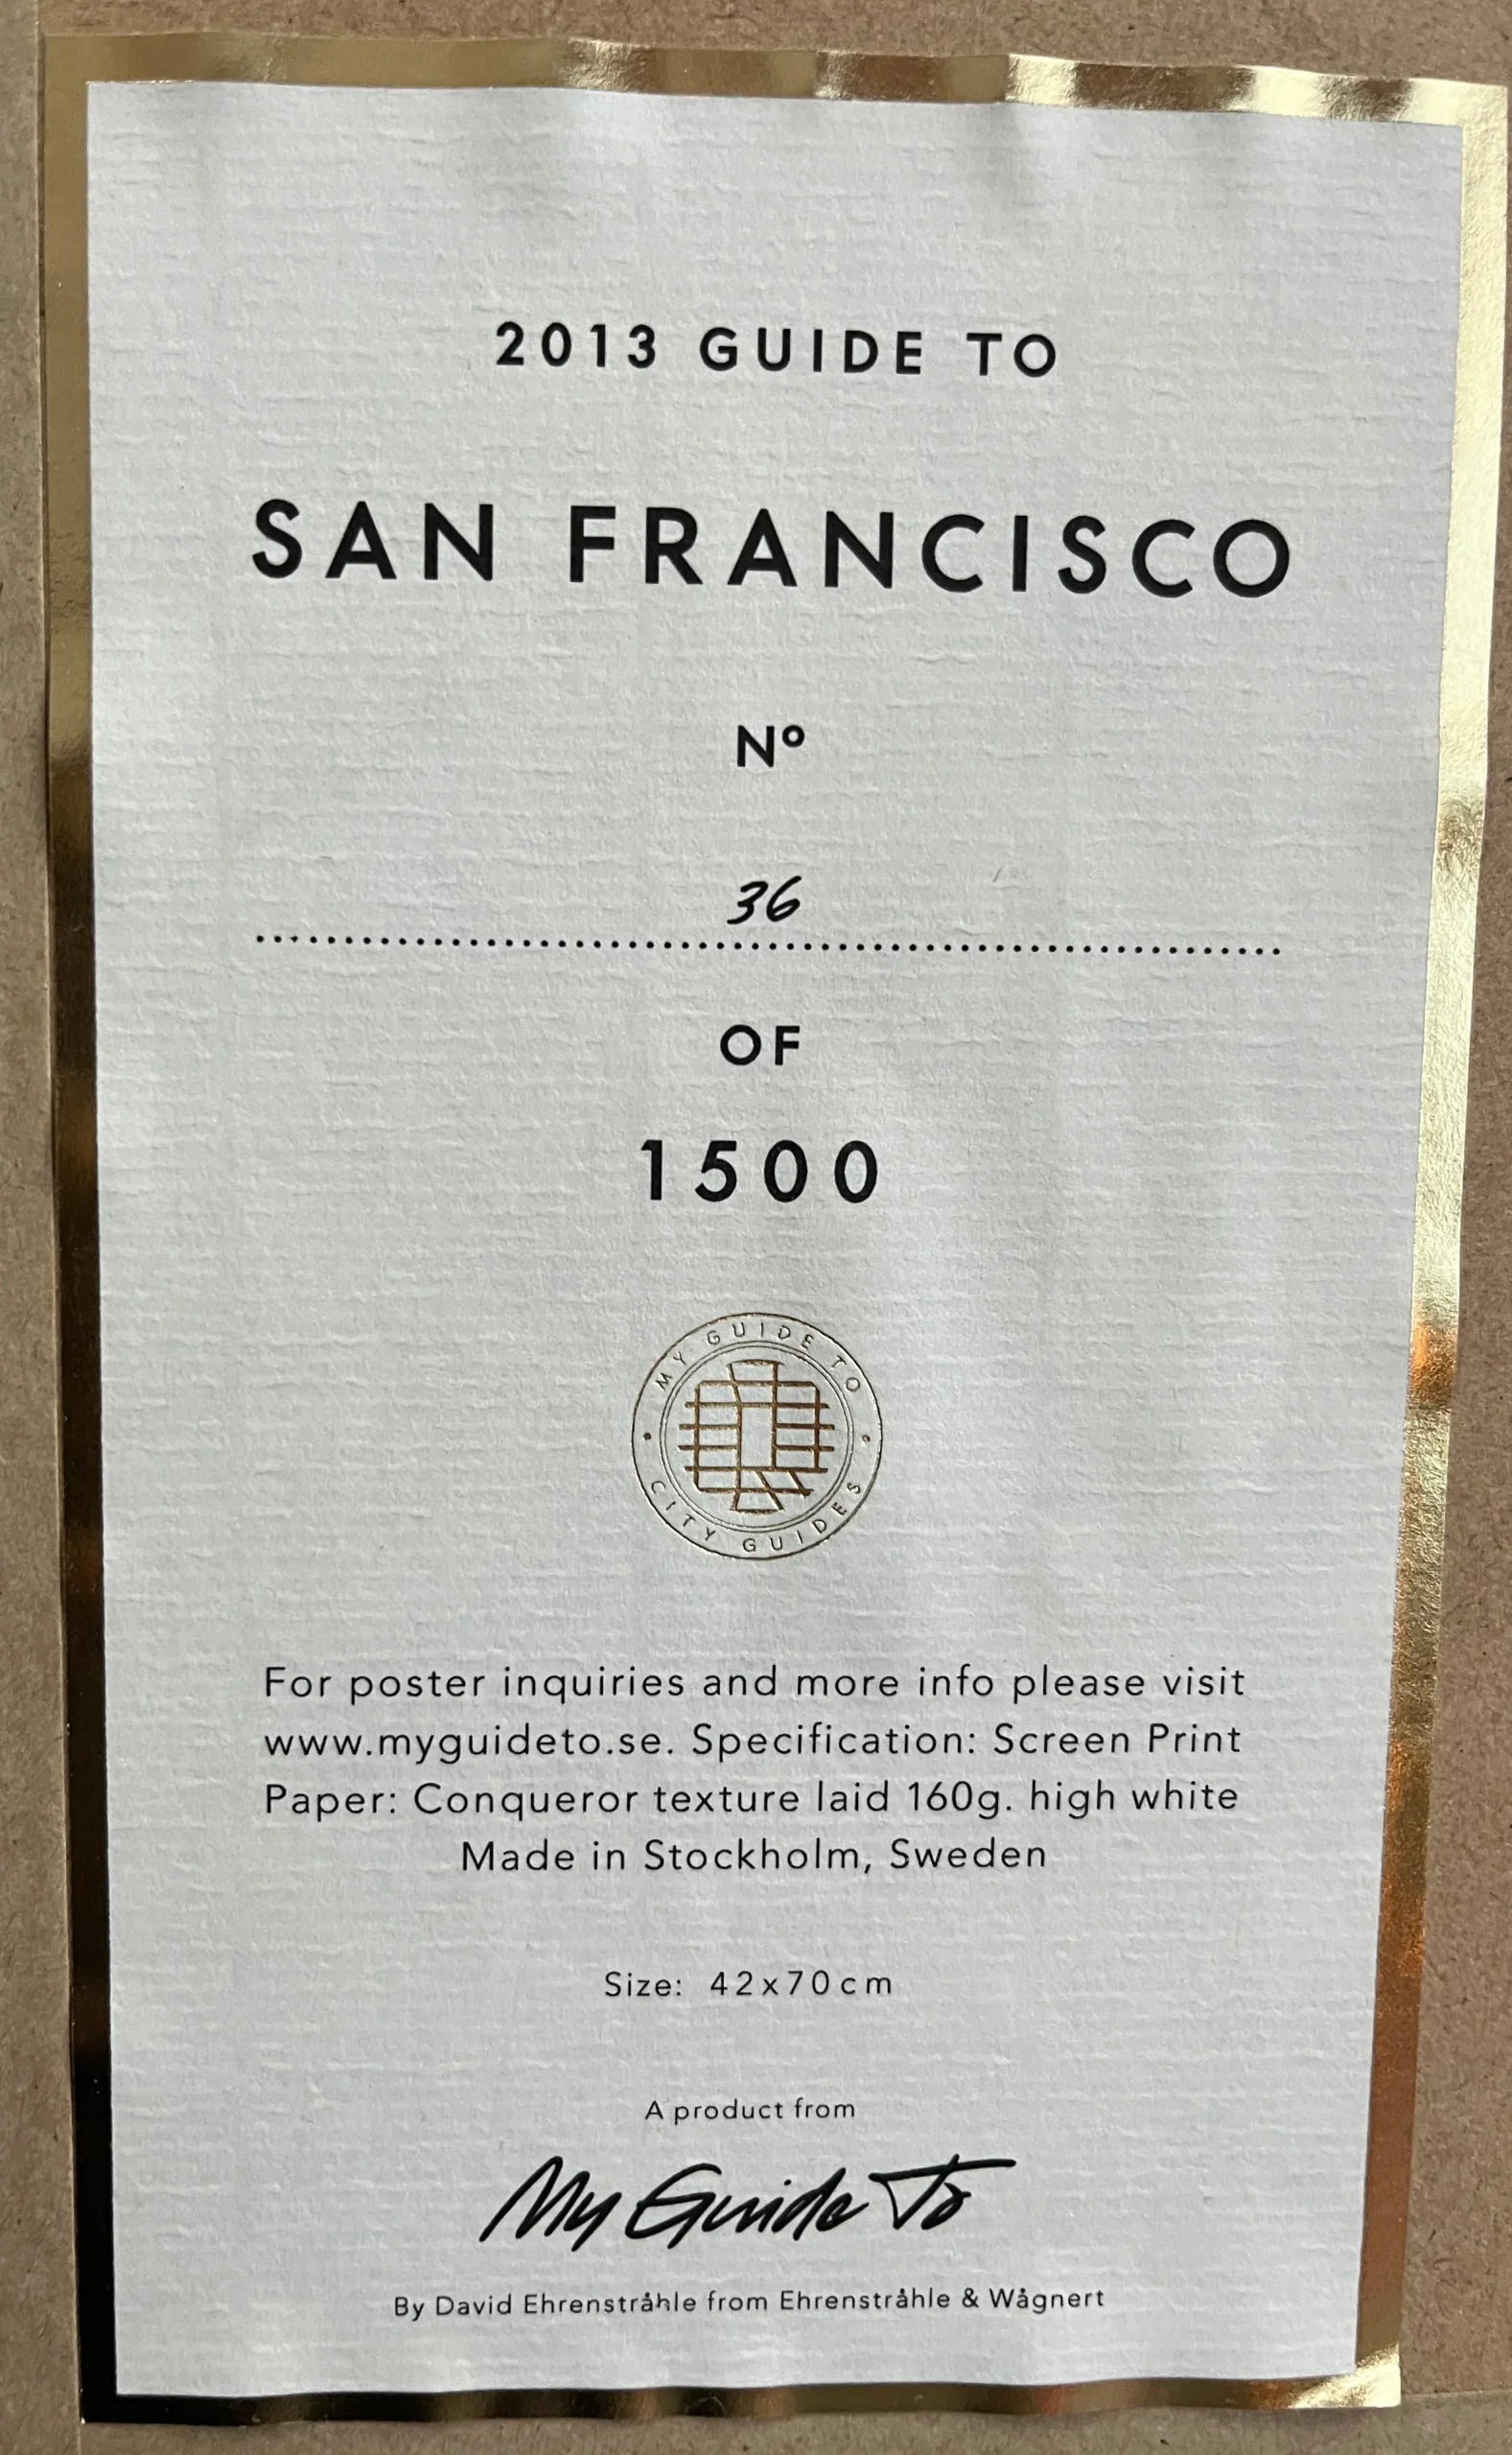 2013 GUIDE TO
SAN FRANCISCO
Nº
36
OF
1500
MY GUIDE TO
CITY GUIDES
For poster inquiries and more info please visit
www.myguideto.se. Specification: Screen Print
Paper: Conqueror texture laid 160g. high white
Made in Stockholm, Sweden
Size: 42x70cm
A product from
My Guide To
By David Ehrenstråhle from Ehrenstråhle & Wågnert